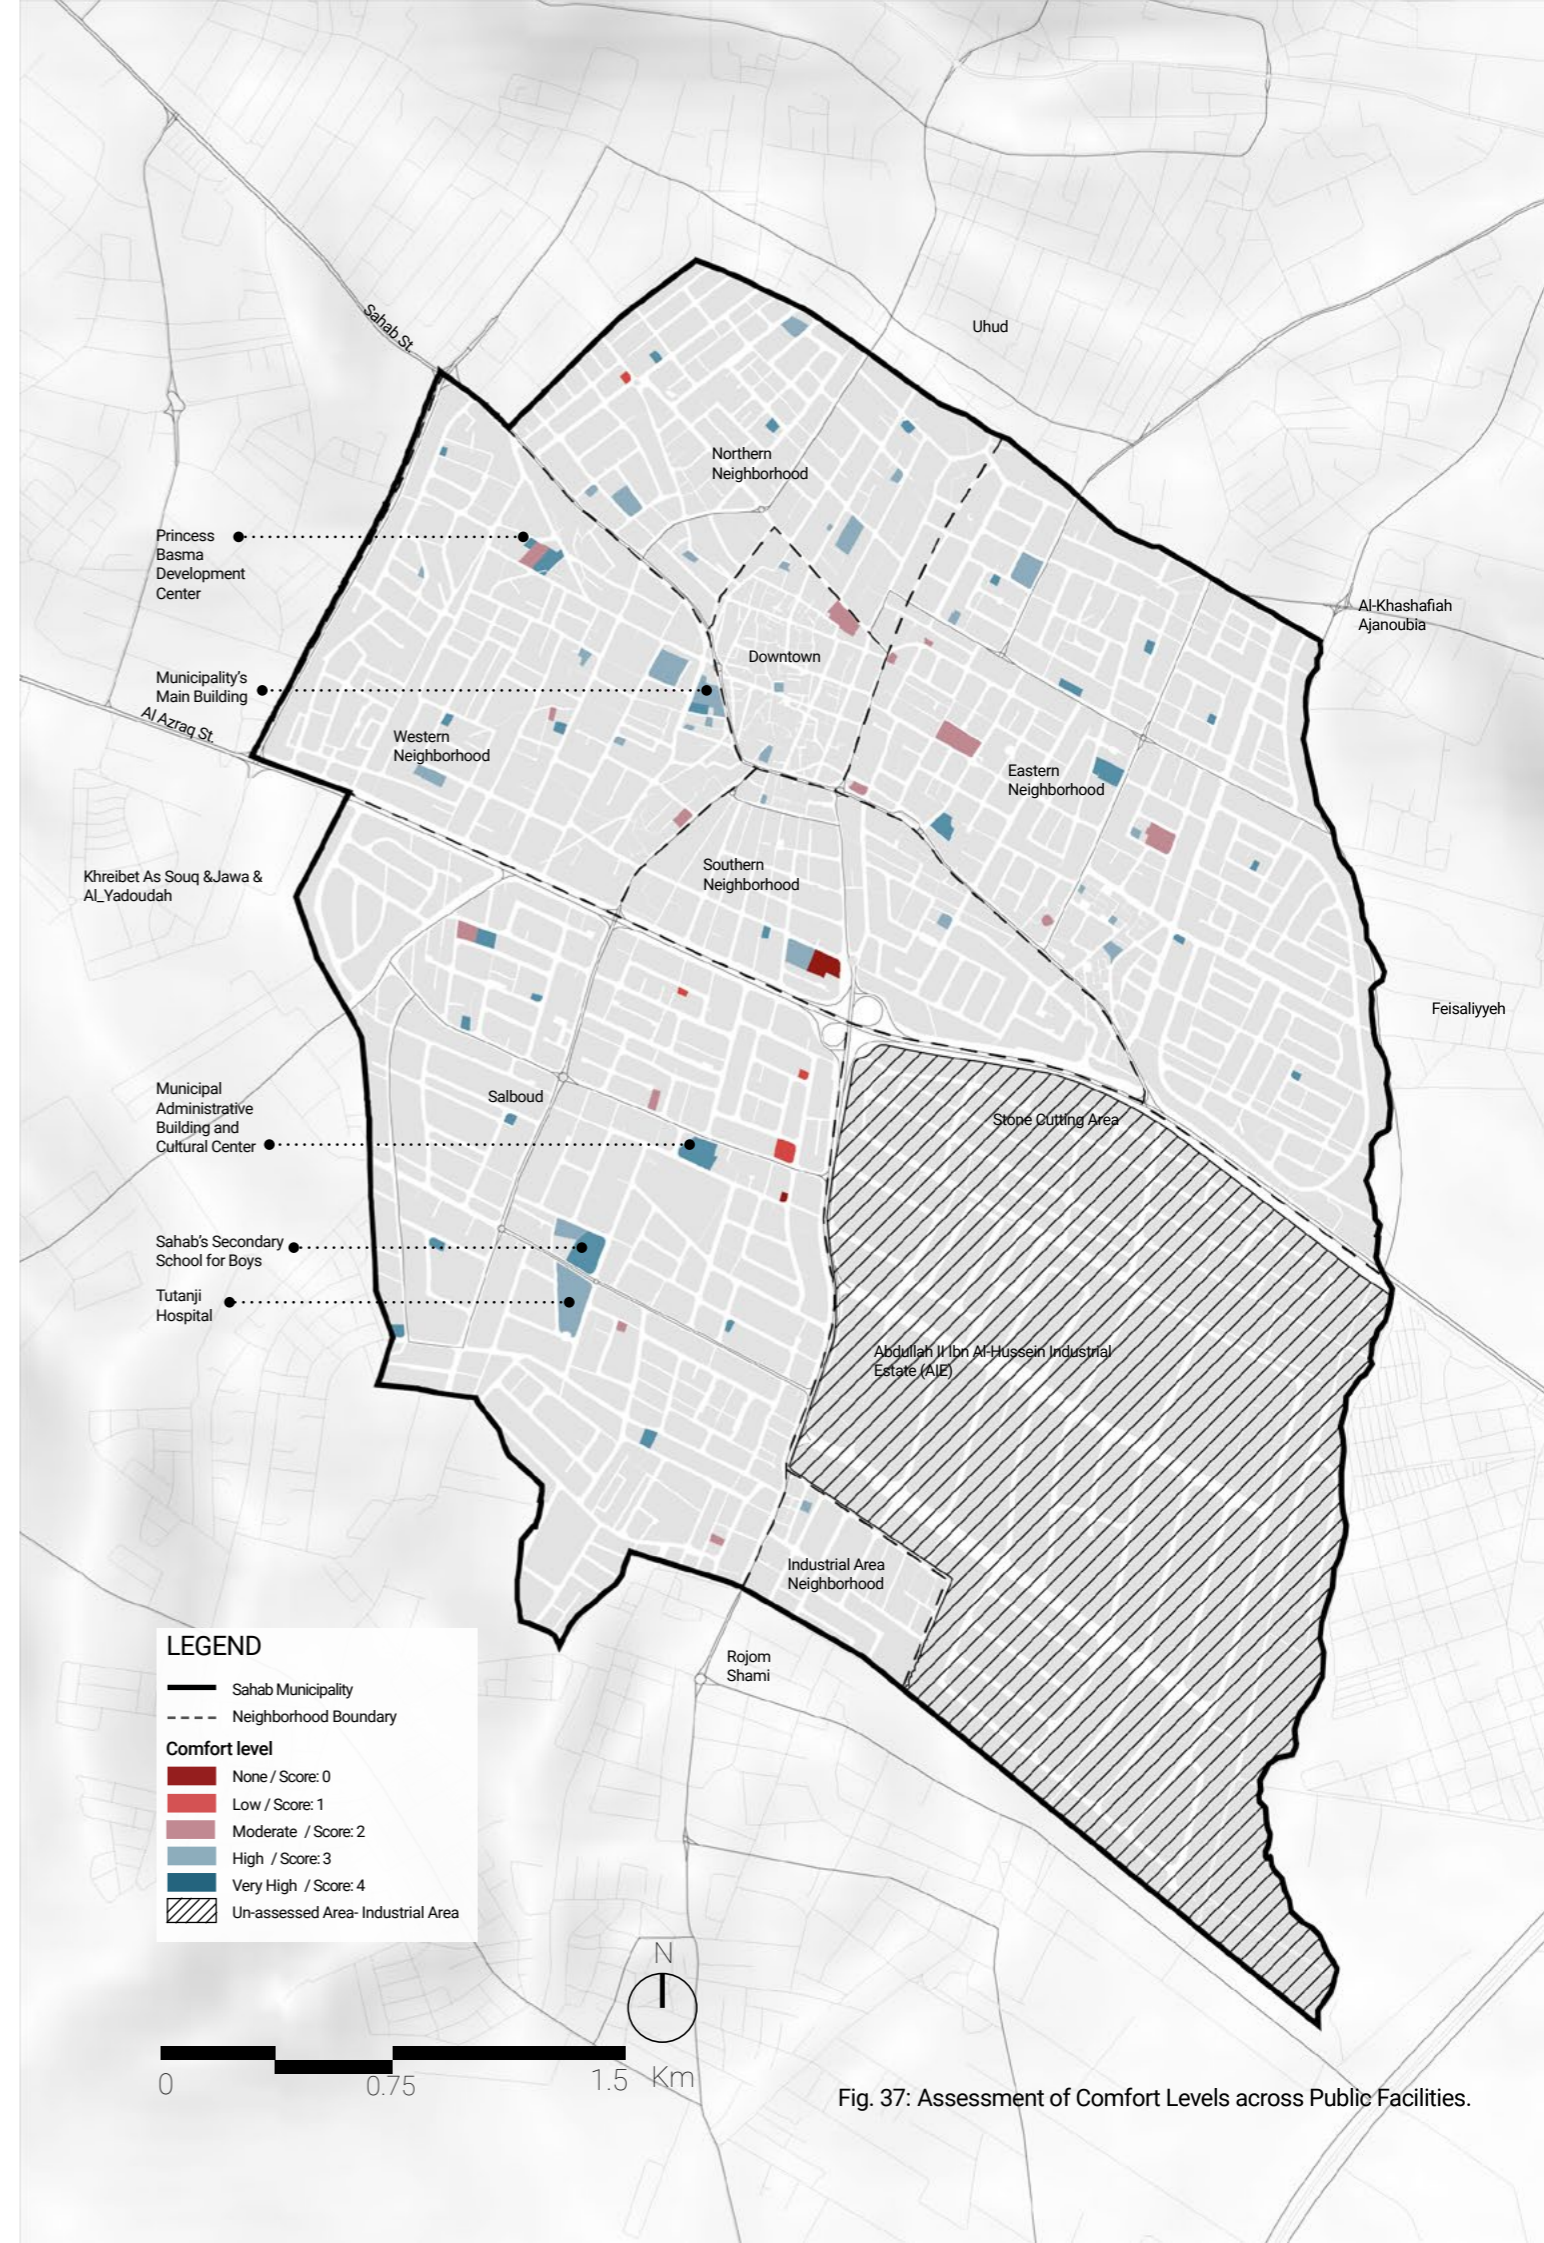 Sahab St.
Uhud
Northern
Neighborhood
Princess
Basma
Development
Center
Al-Khashafiah
Ajanoubia
Downtown
Municipality's
Main Building
Al Azraq St.
Western
Neighborhood
Eastern
Neighborhood
Southern
Neighborhood
Khreibet As Souq &Jawa &
Al_Yadoudah
Feisaliyyeh
Municipal
Administrative
Building and
Cultural Center
Salboud
Stone Cutting Area
Sahab's Secondary
School for Boys
Tutanji
Hospital
Abdullah II Ibn Al-Hussein Industrial
Estate (AIE)
Industrial Area
Neighborhood
Rojom
Shami
LEGEND
Sahab Municipality
Neighborhood Boundary
Comfort level
None / Score: 0
Low / Score: 1
Moderate / Score: 2
High / Score: 3
Very High / Score: 4
Un-assessed Area- Industrial Area
N
0 0.75 1.5 Km
Fig. 37: Assessment of Comfort Levels across Public Facilities.